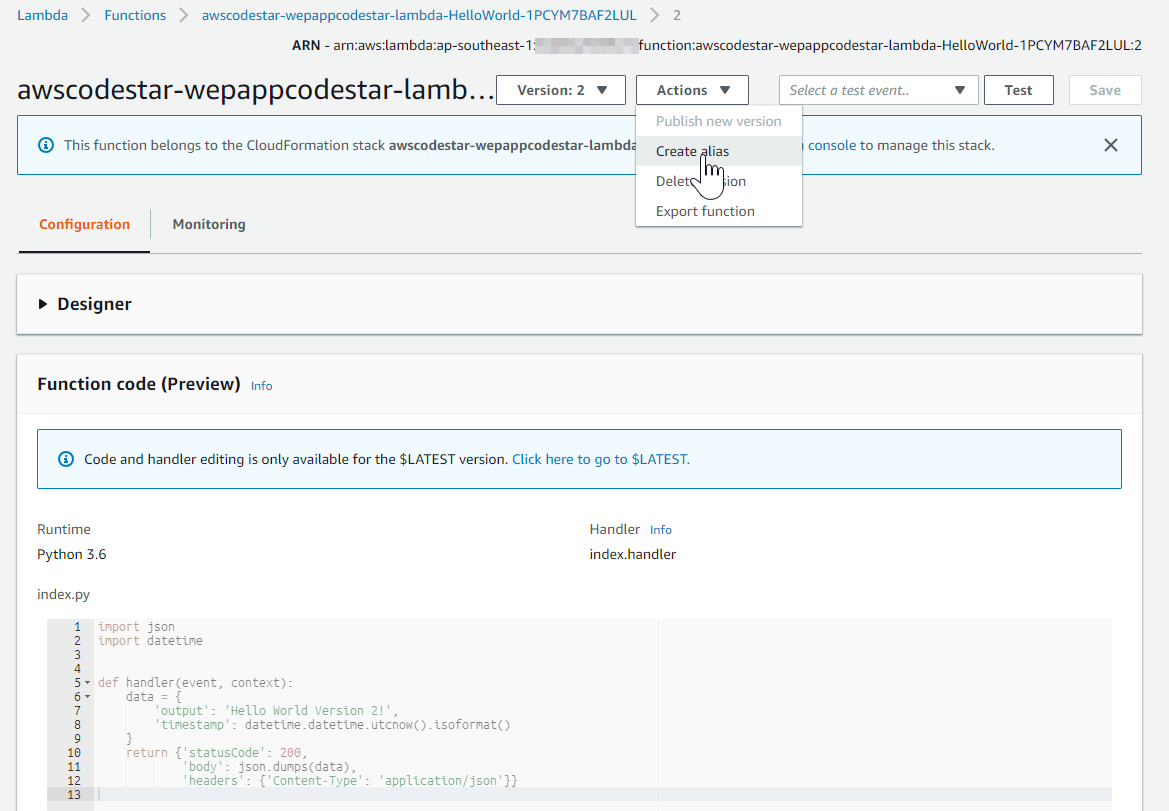 Lambda > Functions > awscodestar-wepappcodestar-lambda-HelloWorld-1PCYM7BAF2LUL > 2
ARN - arn:aws:lambda:ap-southeast-1: function:awscodestar-wepappcodestar-lambda-HelloWorld-1PCYM7BAF2LUL:2
awscodestar-wepappcodestar-lamb... Version: 2 Actions Select a test event.. Test Save
Publish new version
This function belongs to the CloudFormation stack awscodestar-wepappcodestar-lambda console to manage this stack.
Create alias
Export function
Configuration Monitoring
Designer
Function code (Preview) Info
Code and handler editing is only available for the $LATEST version. Click here to go to $LATEST.
Runtime Handler Info
Python 3.6 index.handler
index.py
1 import json
2 import datetime
3
4
5 def handler(event, context):
6 data = {
7 'output': 'Hello World Version 2!',
8 'timestamp': datetime.datetime.utcnow().isoformat()
9 }
10 return {'statusCode': 200,
11 'body': json.dumps(data),
12 'headers': {'Content-Type': 'application/json'}}
13